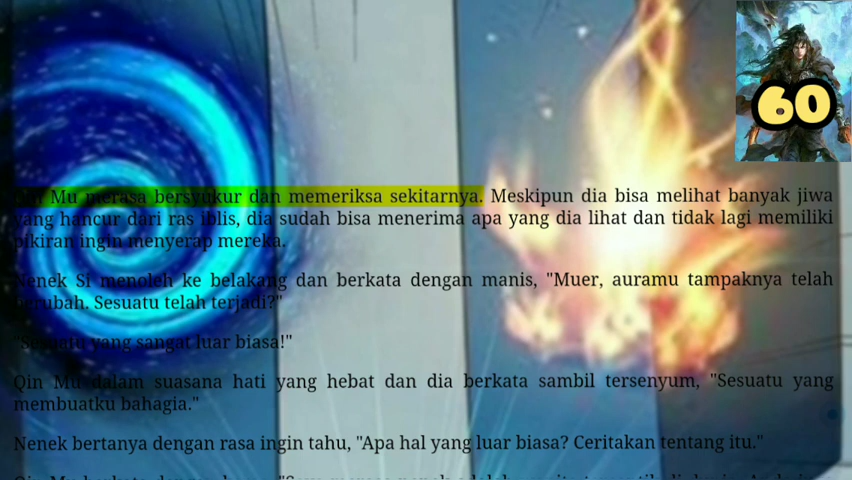 60
Qin Mu merasa bersyukur dan memeriksa sekitarnya. Meskipun dia bisa melihat banyak jiwa
yang hancur dari ras iblis, dia sudah bisa menerima apa yang dia lihat dan tidak lagi memiliki
pikiran ingin menyerap mereka.
Nenek Si menoleh ke belakang dan berkata dengan manis, "Muer, auramu tampaknya telah
berubah. Sesuatu telah terjadi?"
"Sesuatu yang sangat luar biasa!"
Qin Mu dalam suasana hati yang hebat dan dia berkata sambil tersenyum, "Sesuatu yang
membuatku bahagia."
Nenek bertanya dengan rasa ingin tahu, "Apa hal yang luar biasa? Ceritakan tentang itu."